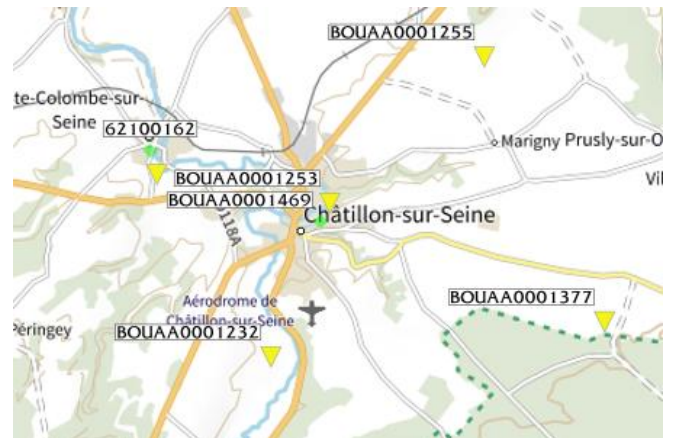 BOUAA0001255
te-Colombe-sur-
Seine
62100162
Marigny Prusly-sur-O
BOUAA0001253
Vil
BOUAA0001469
Châtillon-sur-Seine
D118A
BOUAA0001377
Aérodrome de
Châtillon-sur-Seine
Péringey
BOUAA0001232